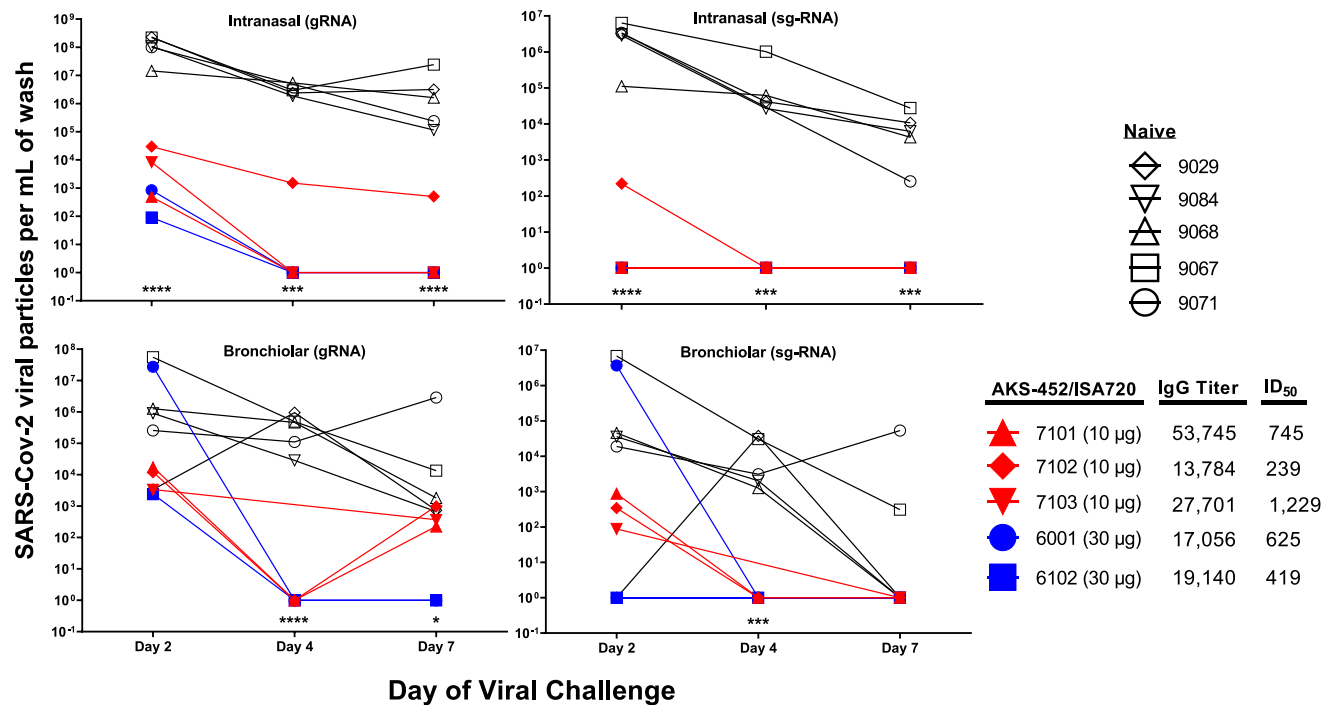 SARS-Cov-2 viral particles per mL of wash
Intranasal (gRNA)
10⁹
10⁸
10⁷
10⁶
10⁵
10⁴
10³
10²
10¹
10⁰
10⁻¹
**** *** ****
Intranasal (sg-RNA)
10⁷
10⁶
10⁵
10⁴
10³
10²
10¹
10⁰
10⁻¹
**** *** ***
Bronchiolar (gRNA)
10⁸
10⁷
10⁶
10⁵
10⁴
10³
10²
10¹
10⁰
10⁻¹
**** *
Day 2 Day 4 Day 7
Bronchiolar (sg-RNA)
10⁷
10⁶
10⁵
10⁴
10³
10²
10¹
10⁰
10⁻¹
***
Day 2 Day 4 Day 7
Day of Viral Challenge
Naive
9029
9084
9068
9067
9071
AKS-452/ISA720 IgG Titer ID₅₀
7101 (10 µg) 53,745 745
7102 (10 µg) 13,784 239
7103 (10 µg) 27,701 1,229
6001 (30 µg) 17,056 625
6102 (30 µg) 19,140 419